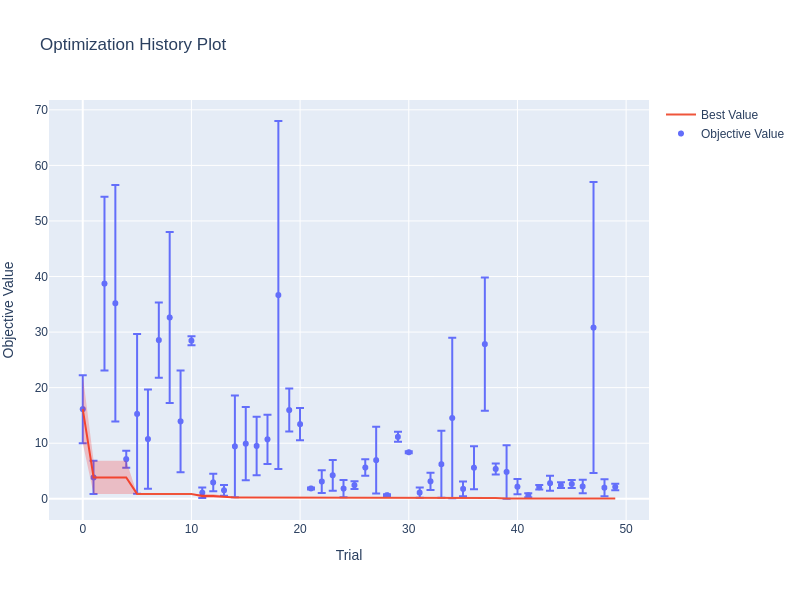 Optimization History Plot
Best Value
Objective Value
Objective Value
70
60
50
40
30
20
10
0
0 10 20 30 40 50
Trial